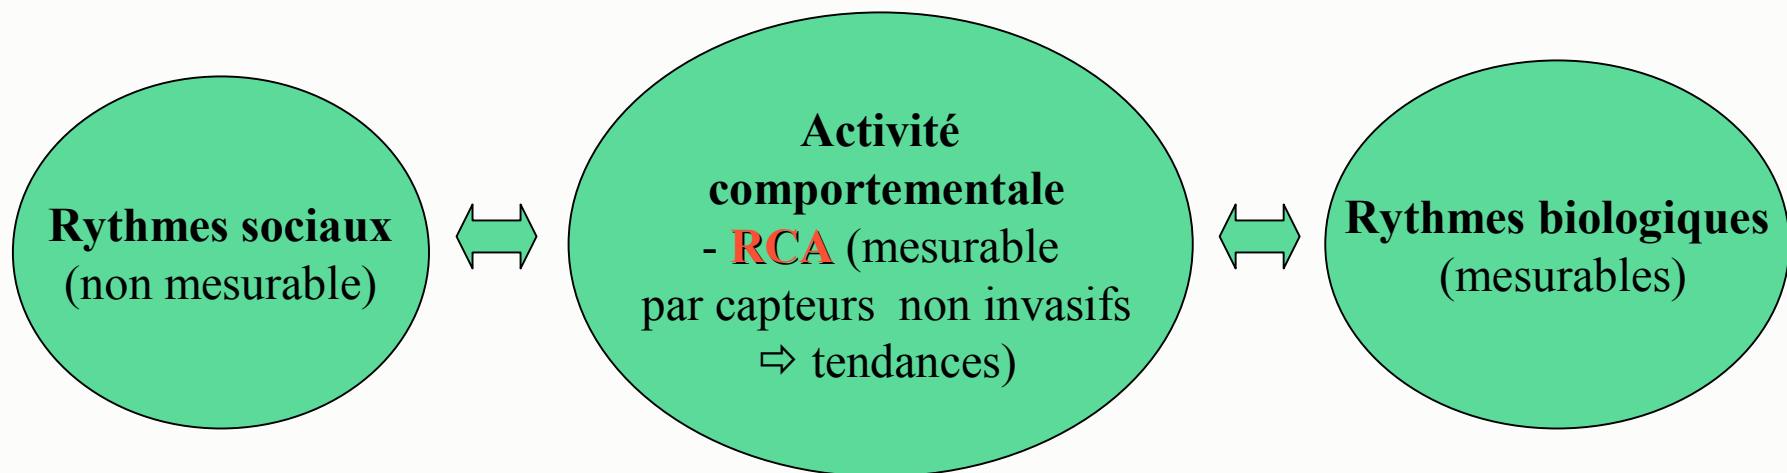 Rythmes sociaux
(non mesurable)
Activité
comportementale
- RCA (mesurable
par capteurs non invasifs
⇨ tendances)
Rythmes biologiques
(mesurables)